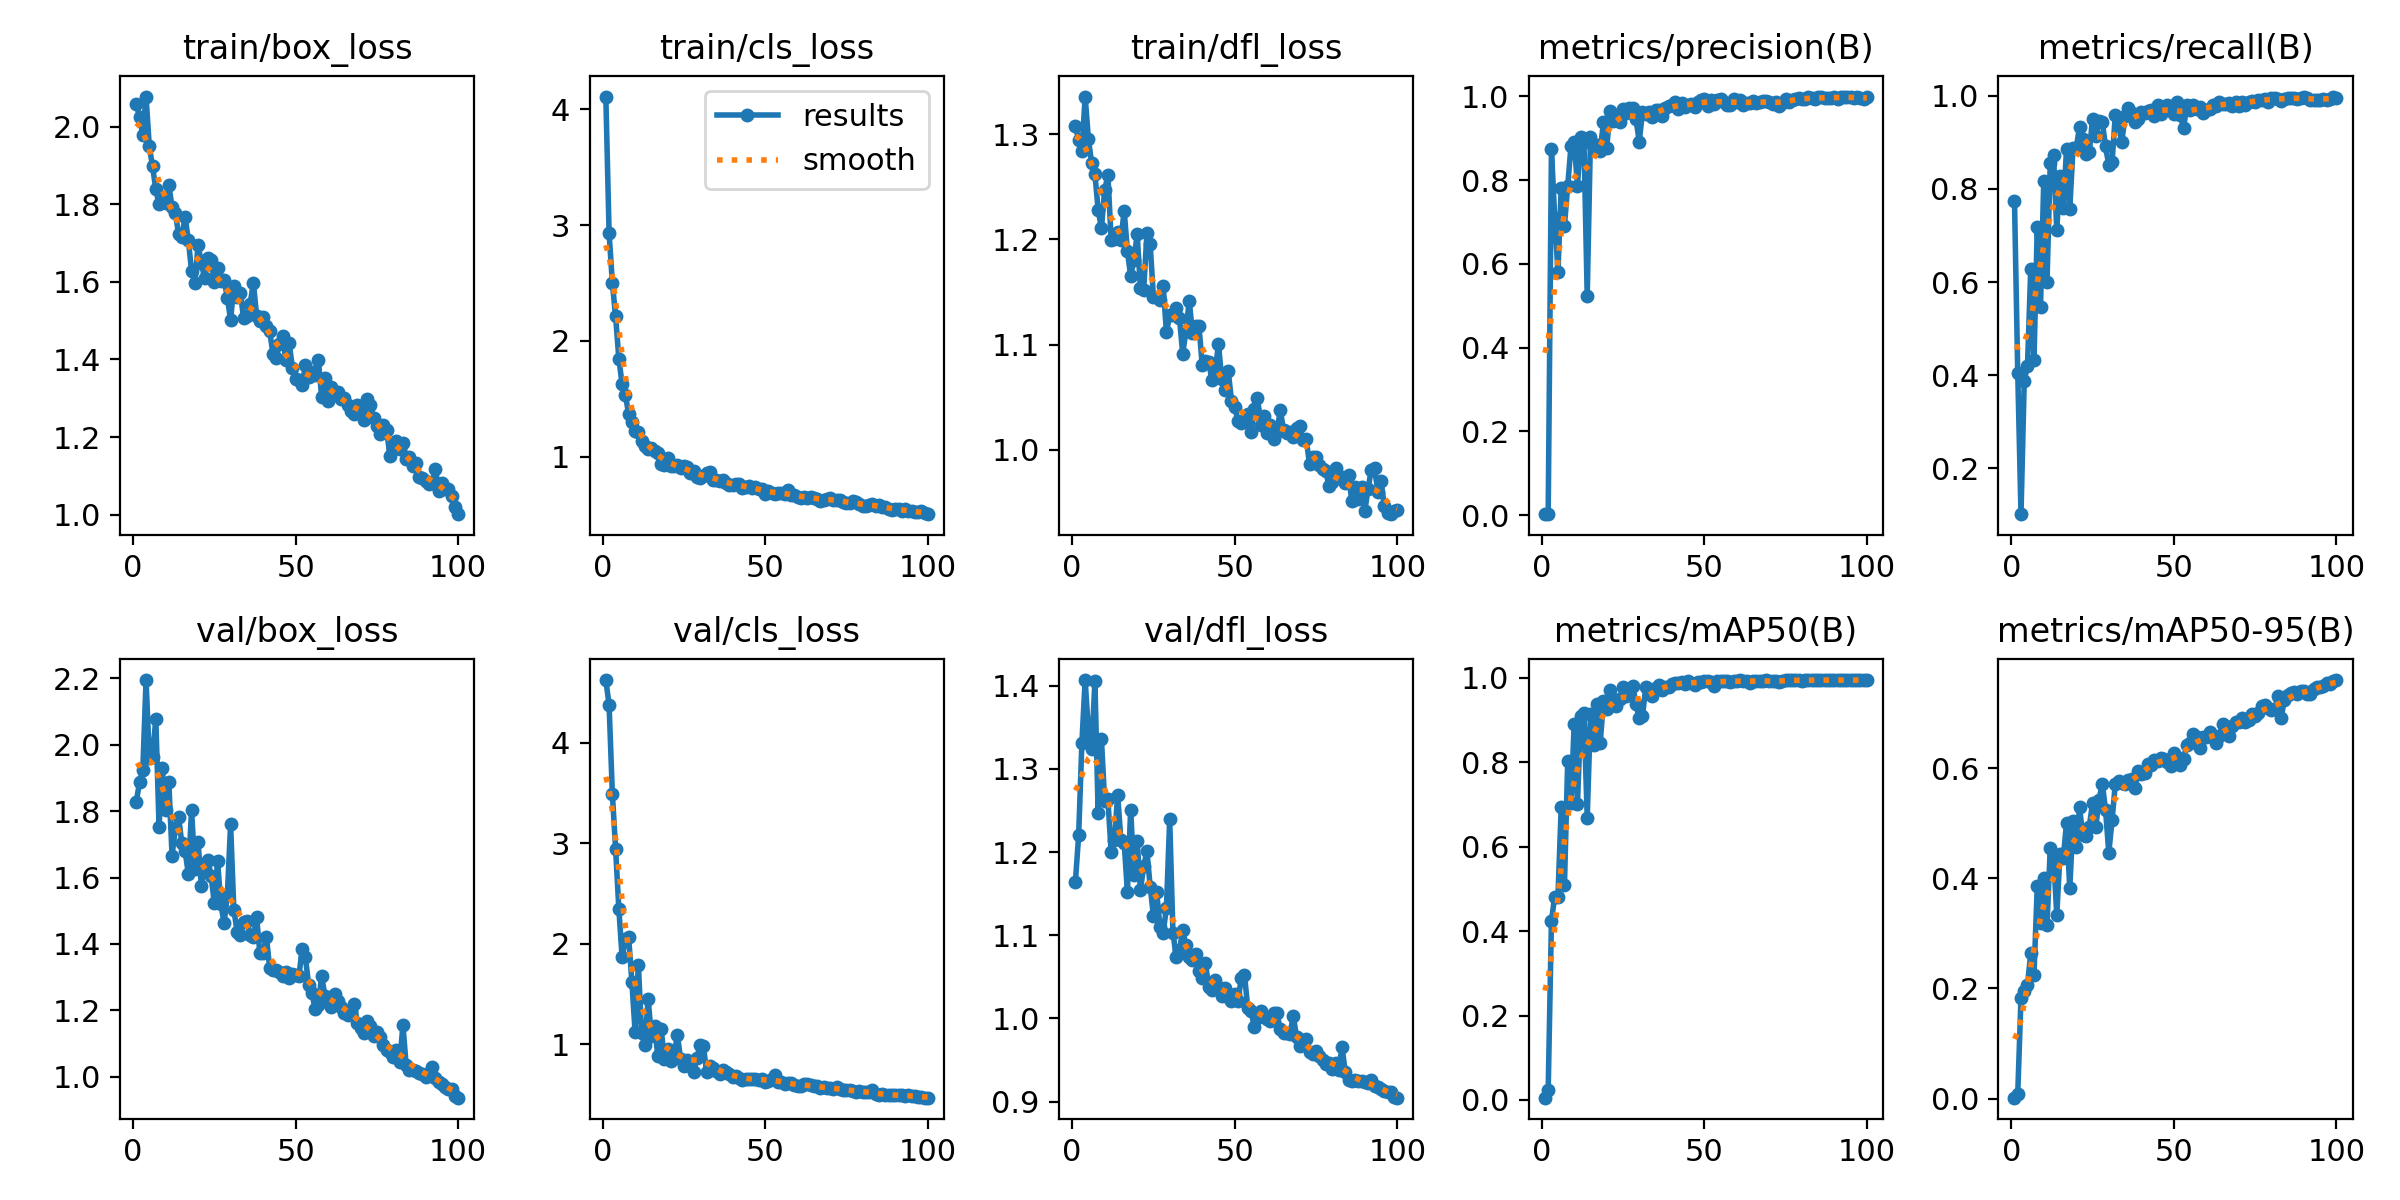 train/box_loss
train/cls_loss
train/dfl_loss
metrics/precision(B)
metrics/recall(B)
results
smooth
2.0
1.8
1.6
1.4
1.2
1.0
0 50 100
4
3
2
1
0 50 100
1.3
1.2
1.1
1.0
0 50 100
1.0
0.8
0.6
0.4
0.2
0.0
0 50 100
1.0
0.8
0.6
0.4
0.2
0 50 100
val/box_loss
val/cls_loss
val/dfl_loss
metrics/mAP50(B)
metrics/mAP50-95(B)
2.2
2.0
1.8
1.6
1.4
1.2
1.0
0 50 100
4
3
2
1
0 50 100
1.4
1.3
1.2
1.1
1.0
0.9
0 50 100
1.0
0.8
0.6
0.4
0.2
0.0
0 50 100
0.6
0.4
0.2
0.0
0 50 100